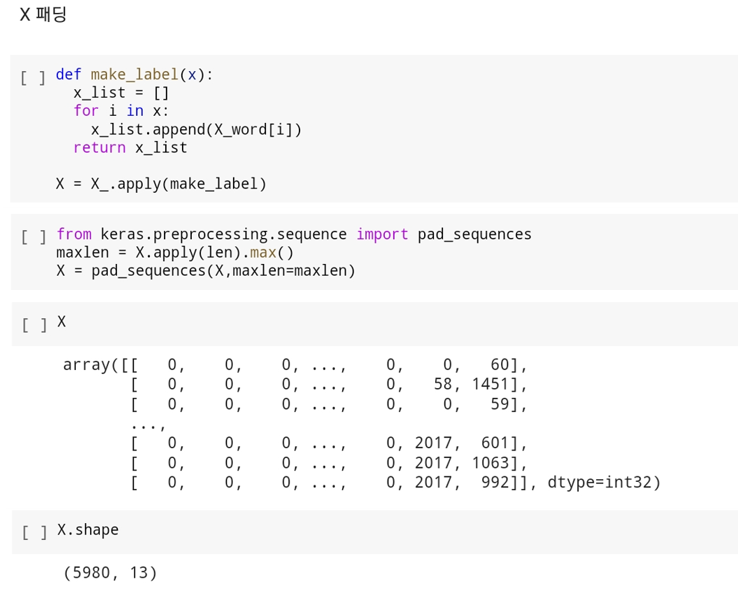 X 패딩
[ ] def make_label(x):
x_list = []
for i in x:
x_list.append(X_word[i])
return x_list
X = X_.apply(make_label)
[ ] from keras.preprocessing.sequence import pad_sequences
maxlen = X.apply(len).max()
X = pad_sequences(X,maxlen=maxlen)
[ ] X
array([[   0,    0,    0, ...,    0,    0,   60],
[   0,    0,    0, ...,    0,   58, 1451],
[   0,    0,    0, ...,    0,    0,   59],
...,
[   0,    0,    0, ...,    0, 2017,  601],
[   0,    0,    0, ...,    0, 2017, 1063],
[   0,    0,    0, ...,    0, 2017,  992]], dtype=int32)
[ ] X.shape
(5980, 13)